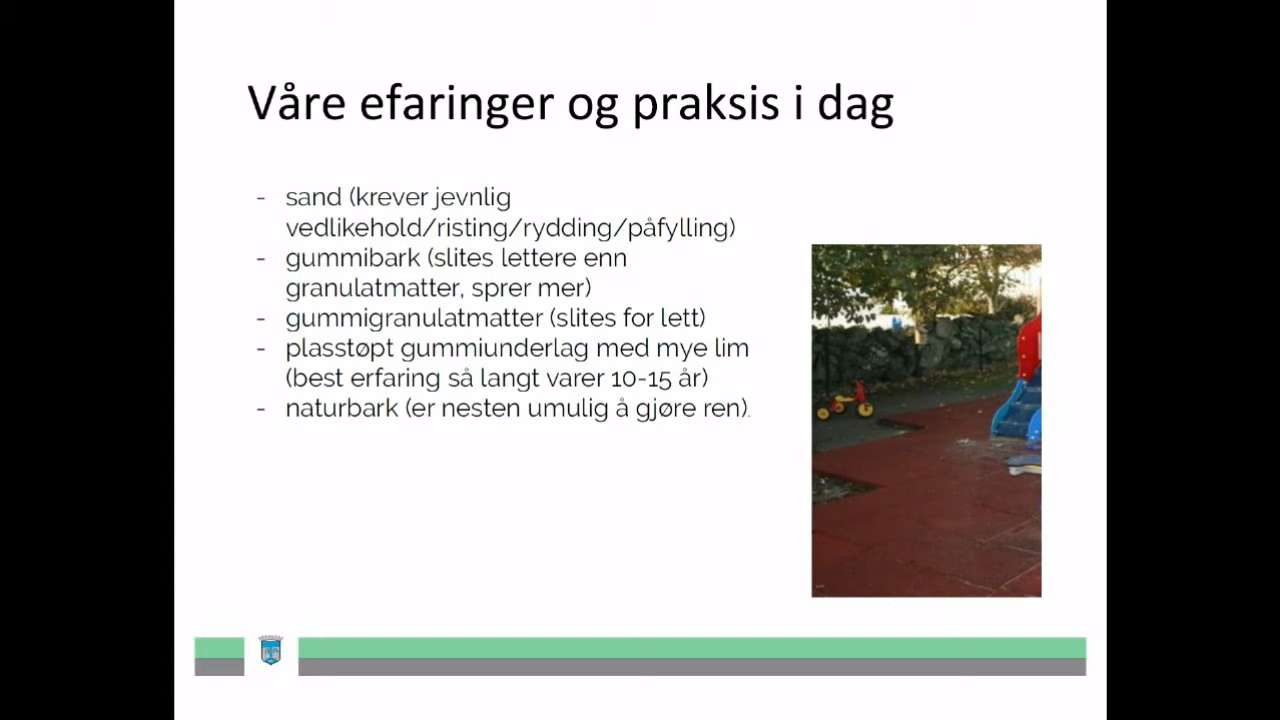 Våre efaringer og praksis i dag
- sand (krever jevnlig
vedlikehold/risting/rydding/påfylling)
- gummibark (slites lettere enn
granulatmatter, sprer mer)
- gummigranulatmatter (slites for lett)
- plasstøpt gummiunderlag med mye lim
(best erfaring så langt varer 10-15 år)
- naturbark (er nesten umulig å gjøre ren).